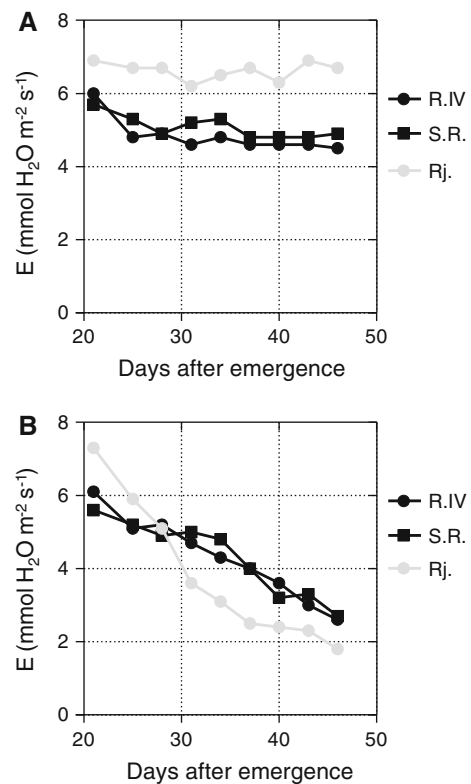 A
8
6
4
2
0
E (mmol H₂O m⁻² s⁻¹)
20 30 40 50
Days after emergence
R.IV
S.R.
Rj.
B
8
6
4
2
0
E (mmol H₂O m⁻² s⁻¹)
20 30 40 50
Days after emergence
R.IV
S.R.
Rj.